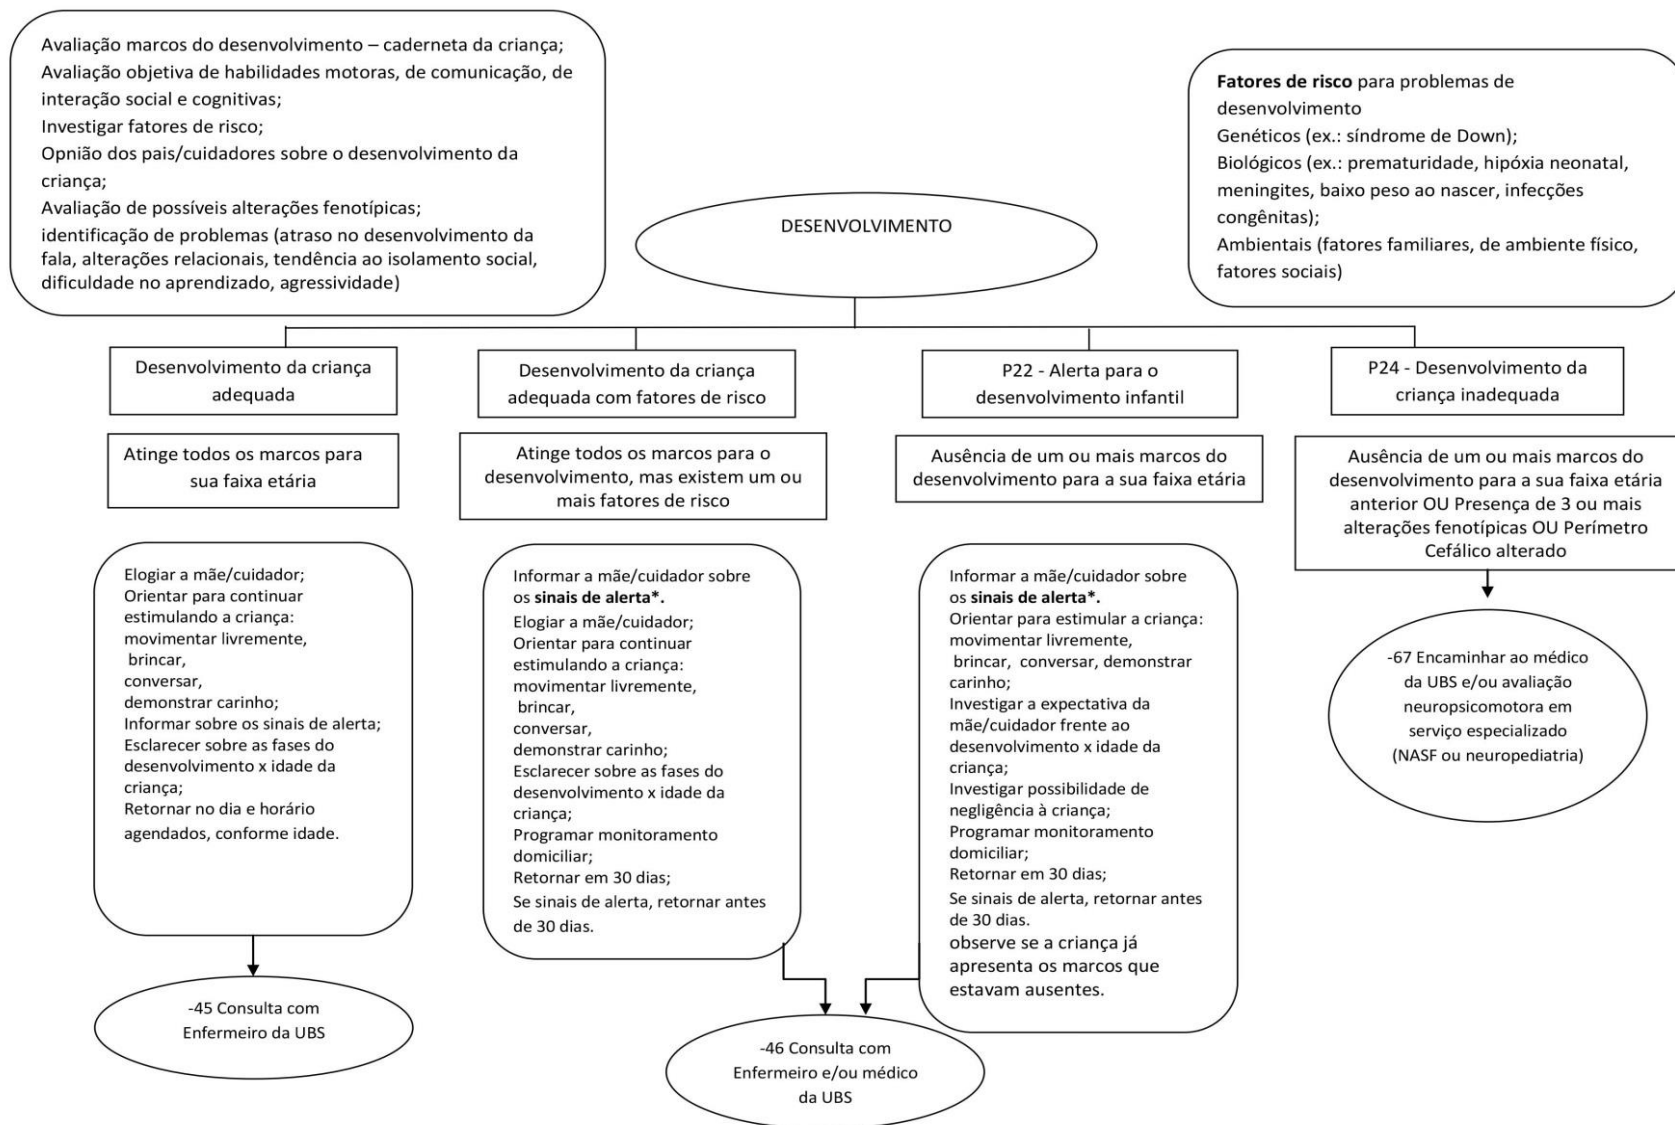 Avaliação marcos do desenvolvimento – caderneta da criança;
Avaliação objetiva de habilidades motoras, de comunicação, de
interação social e cognitivas;
Investigar fatores de risco;
Opnião dos pais/cuidadores sobre o desenvolvimento da
criança;
Avaliação de possíveis alterações fenotípicas;
identificação de problemas (atraso no desenvolvimento da
fala, alterações relacionais, tendência ao isolamento social,
dificuldade no aprendizado, agressividade)
Fatores de risco para problemas de
desenvolvimento
Genéticos (ex.: síndrome de Down);
Biológicos (ex.: prematuridade, hipóxia neonatal,
meningites, baixo peso ao nascer, infecções
congênitas);
Ambientais (fatores familiares, de ambiente físico,
fatores sociais)
DESENVOLVIMENTO
Desenvolvimento da criança
adequada
Atinge todos os marcos para
sua faixa etária
Elogiar a mãe/cuidador;
Orientar para continuar
estimulando a criança:
movimentar livremente,
brincar,
conversar,
demonstrar carinho;
Informar sobre os sinais de alerta;
Esclarecer sobre as fases do
desenvolvimento x idade da
criança;
Retornar no dia e horário
agendados, conforme idade.
-45 Consulta com
Enfermeiro da UBS
Desenvolvimento da criança
adequada com fatores de risco
Atinge todos os marcos para o
desenvolvimento, mas existem um ou
mais fatores de risco
Informar a mãe/cuidador sobre
os sinais de alerta*.
Elogiar a mãe/cuidador;
Orientar para continuar
estimulando a criança:
movimentar livremente,
brincar,
conversar,
demonstrar carinho;
Esclarecer sobre as fases do
desenvolvimento x idade da
criança;
Programar monitoramento
domiciliar;
Retornar em 30 dias;
Se sinais de alerta, retornar antes
de 30 dias.
P22 - Alerta para o
desenvolvimento infantil
Ausência de um ou mais marcos do
desenvolvimento para a sua faixa etária
Informar a mãe/cuidador sobre
os sinais de alerta*.
Orientar para estimular a criança:
movimentar livremente,
brincar, conversar, demonstrar
carinho;
Investigar a expectativa da
mãe/cuidador frente ao
desenvolvimento x idade da
criança;
Investigar possibilidade de
negligência à criança;
Programar monitoramento
domiciliar;
Retornar em 30 dias;
Se sinais de alerta, retornar antes
de 30 dias.
observe se a criança já
apresenta os marcos que
estavam ausentes.
-46 Consulta com
Enfermeiro e/ou médico
da UBS
P24 - Desenvolvimento da
criança inadequada
Ausência de um ou mais marcos do
desenvolvimento para a sua faixa etária
anterior OU Presença de 3 ou mais
alterações fenotípicas OU Perímetro
Cefálico alterado
-67 Encaminhar ao médico
da UBS e/ou avaliação
neuropsicomotora em
serviço especializado
(NASF ou neuropediatria)